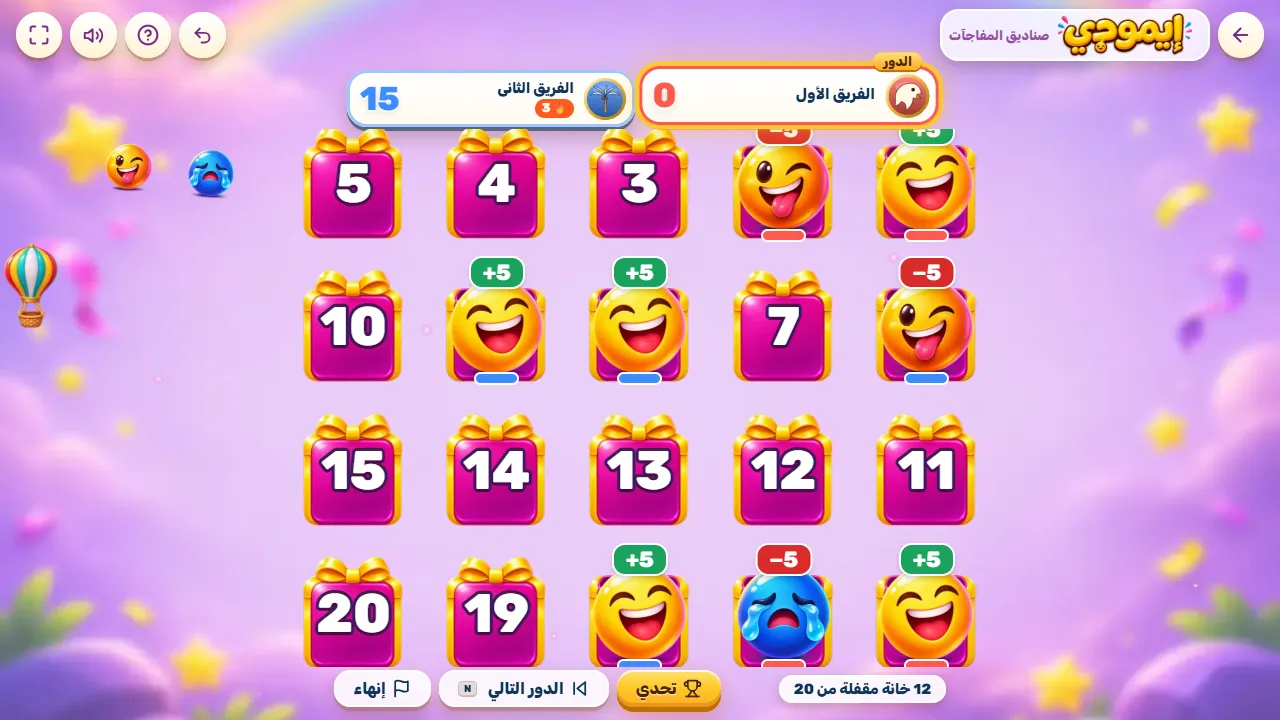 إيموجي
صناديق المفاجآت
الدور
الفريق الأول
0
الفريق الثاني
3
15
+5
−5
3
4
5
−5
7
+5
+5
10
11
12
13
14
15
+5
−5
+5
19
20
12 خانة مقفلة من 20
تحدي
الدور التالي N
إنهاء